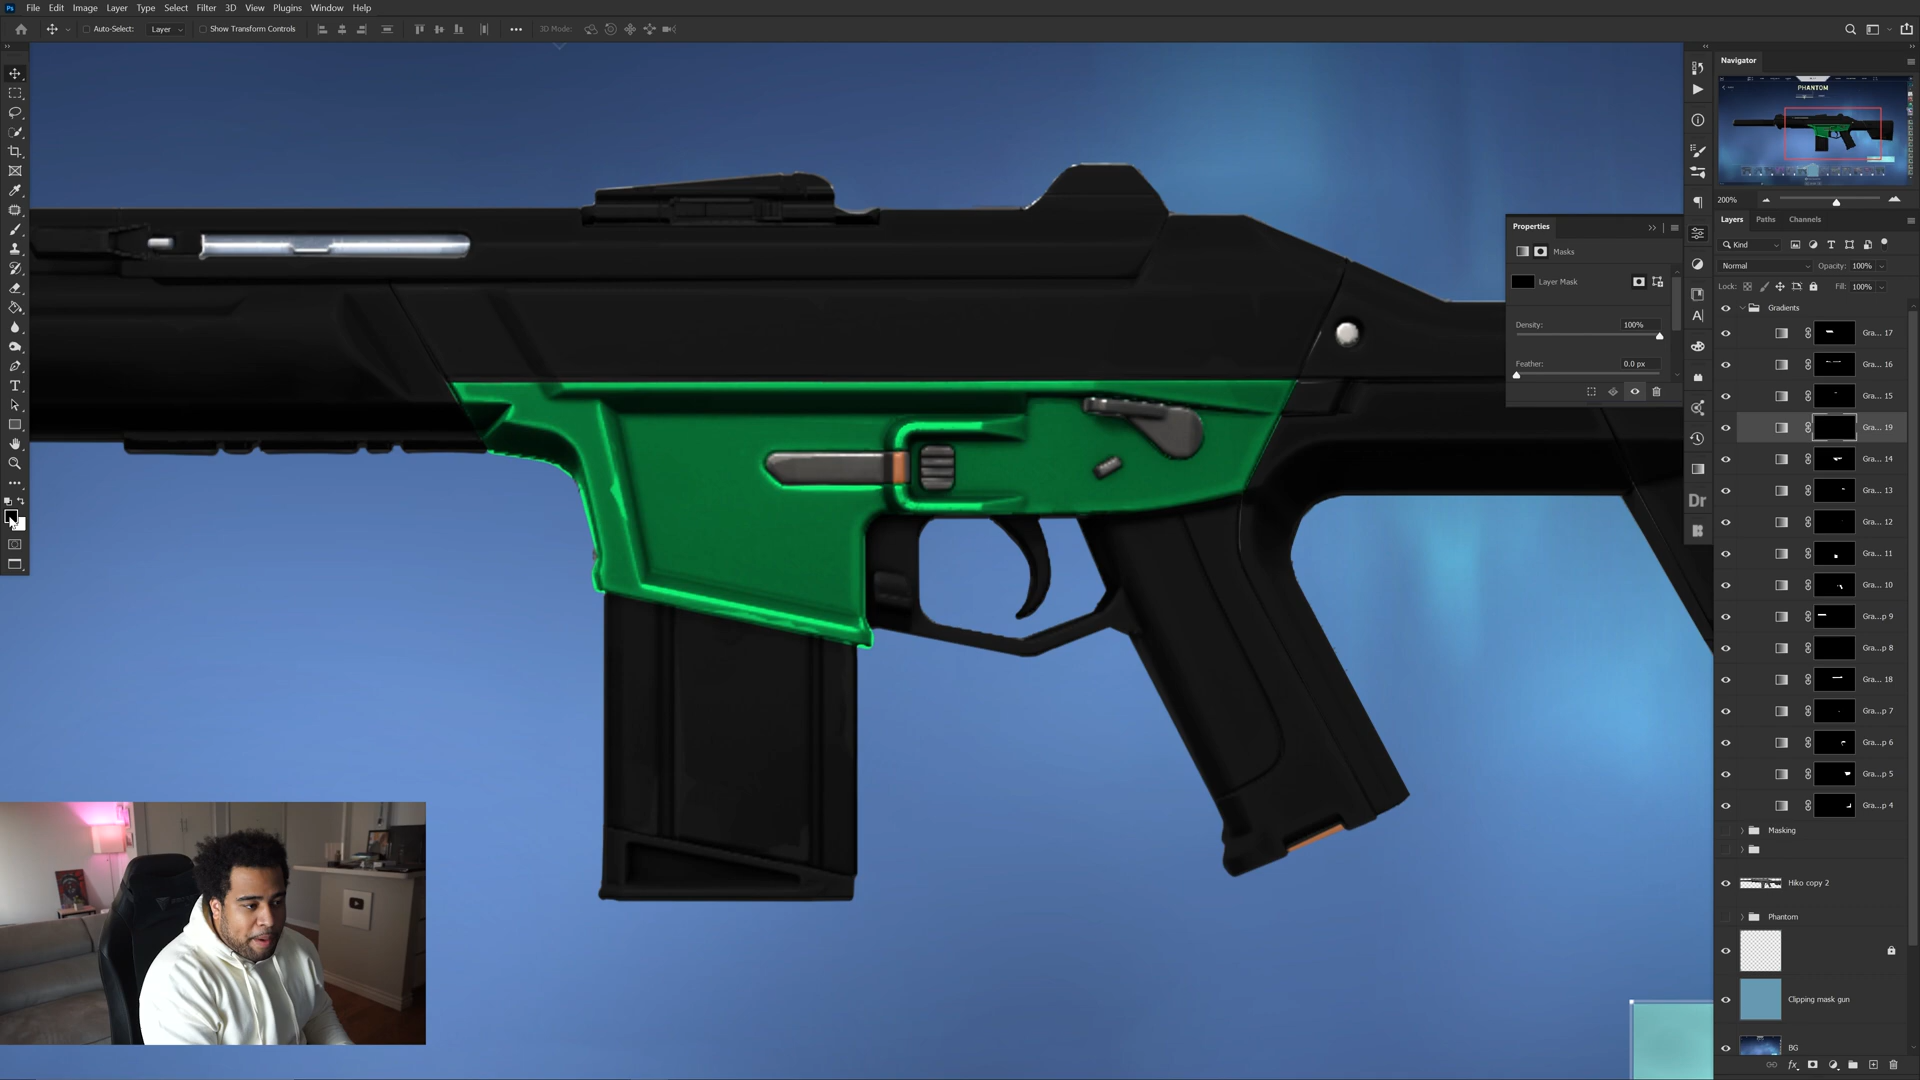 Ps File Edit Image Layer Type Select Filter 3D View Plugins Window Help
Auto-Select: Layer Show Transform Controls 3D Mode:
Navigator
PHANTOM
200%
Layers Paths Channels
Kind
Normal Opacity: 100%
Lock: Fill: 100%
Gradients
Gra... 17
Gra... 16
Gra... 15
Gra... 19
Gra... 14
Gra... 13
Gra... 12
Gra... 11
Gra... 10
Gra...p 9
Gra...p 8
Gra... 18
Gra...p 7
Gra...p 6
Gra...p 5
Gra...p 4
Masking
Hiko copy 2
Phantom
Clipping mask gun
BG
fx
Properties
Masks
Layer Mask
Density: 100%
Feather: 0.0 px
Dr